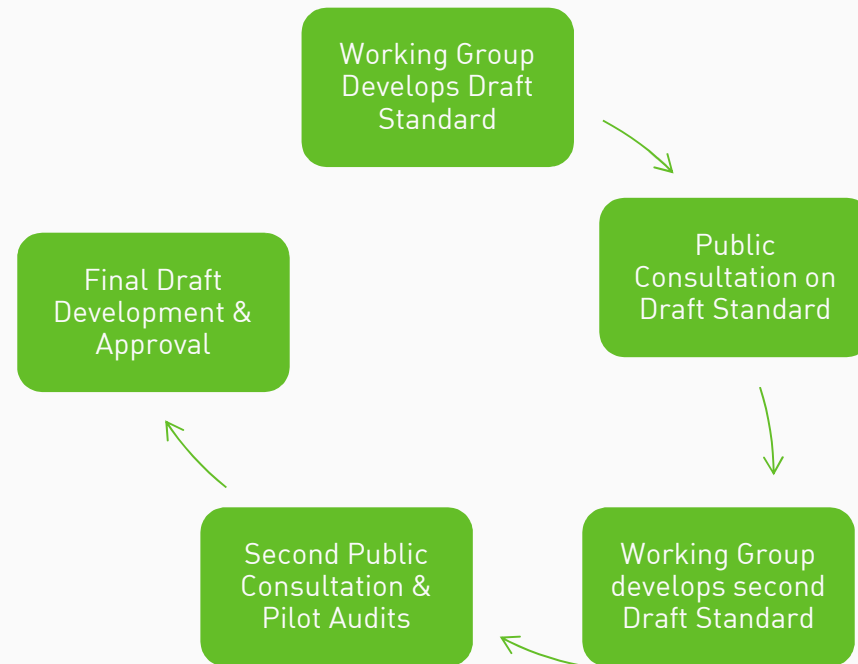 Working Group
Develops Draft
Standard
Public
Consultation on
Draft Standard
Working Group
develops second
Draft Standard
Second Public
Consultation &
Pilot Audits
Final Draft
Development &
Approval